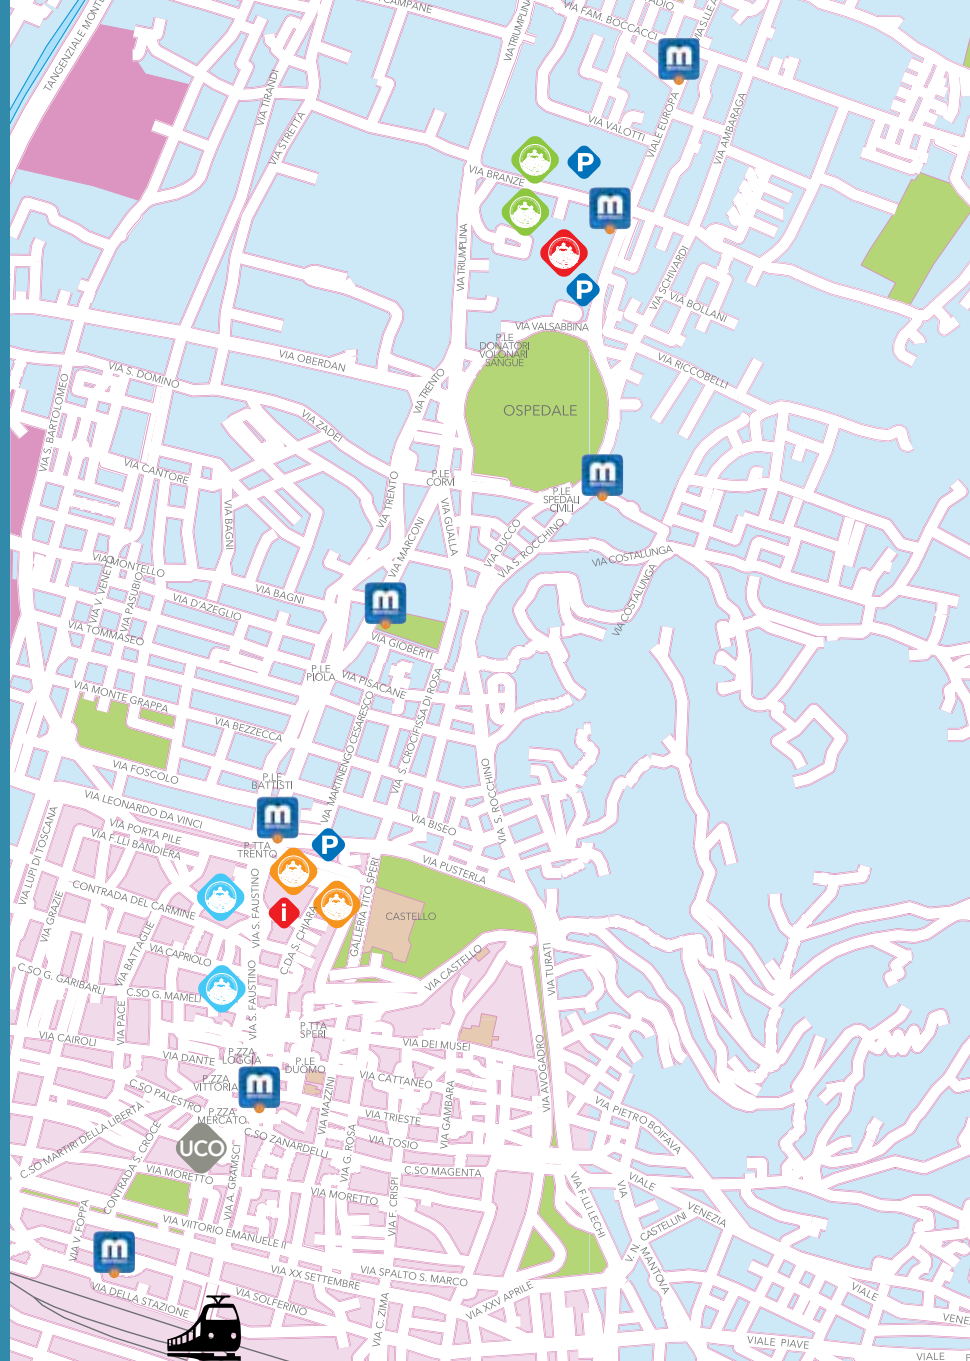 CAMPANE
VIA TRIUMPLINA
VIA FAM. BOCCACCI
TANGENZIALE MONT
m
VIA TIRANDI
VIA STRETTA
VIA VALOTTI
VIALE EUROPA
VIA AMBARAGA
P
VIA BRANZE
m
VIA TRIUMPLINA
VIA SCHIVARDI
P
VIA BOLLANI
VIA VALSABBINA
P.LE
DONATORI
VOLONARI
SANGUE
VIA OBERDAN
VIA RICCOBELLI
VIA S. DOMINO
VIA TRENTO
VIA S. BARTOLOMEO
OSPEDALE
VIA ZADEI
VIA CANTORE
P.LE
CORVI
m
P.LE
SPEDALI
CIVILI
VIA TRENTO
VIA BAGNI
VIA GUALLA
VIA MARCONI
VIA DUCCO
VIA S. ROCCHINO
VIA COSTALUNGA
VIA MONTELLO
VIA V. VENETO
VIA PASUBIO
VIA BAGNI
VIA D'AZEGLIO
VIA COSTALUNGA
m
VIA TOMMASEO
VIA GIOBERTI
P.LE
PIOLA
VIA PISACANE
VIA MONTE GRAPPA
VIA BEZZECCA
VIA MARTINENGO CESARESCO
VIA S. CROCIFISSA DI ROSA
VIA FOSCOLO
P.LE
BATTISTI
VIA S. ROCCHINO
VIA LEONARDO DA VINCI
m
VIA BISEO
VIA PORTA PILE
VIA F.LLI BANDIERA
P.TTA
TRENTO
P
VIA LUPI DI TOSCANA
VIA PUSTERLA
CONTRADA DEL CARMINE
VIA S. FAUSTINO
i
C.DA S. CHIARA
GALLERIA TITO SPERI
CASTELLO
VIA GRAZIE
VIA BATTAGLIE
VIA CAPRIOLO
VIA CASTELLO
VIA TURATI
C.SO G. GARIBARLI
C.SO G. MAMELI
VIA S. FAUSTINO
VIA PACE
P.TTA
SPERI
VIA CAIROLI
VIA DEI MUSEI
VIA DANTE
P.ZZA
LOGGIA
P.LE
DUOMO
VIA AVOGADRO
P.ZZA
VITTORIA
m
VIA CATTANEO
C.SO PALESTRO
VIA MAZZINI
VIA GAMBARA
VIA PIETRO BOIFAVA
P.ZZA
MERCATO
VIA TRIESTE
C.SO MARTIRI DELLA LIBERTÀ
CONTRADA S. CROCE
UCO
C.SO ZANARDELLI
VIA G. ROSA
VIA TOSIO
VIA MORETTO
VIA A. GRAMSCI
C.SO MAGENTA
VIA MORETTO
VIA F. CRISPI
VIA F.LLI LECHI
VIA
VIALE
VENEZIA
VIA V. FOPPA
VIA VIITORIO EMANUELE II
V. N. CASTELLINI
MANTOVA
m
VIA XX SETTEMBRE
VIA SPALTO S. MARCO
VIA DELLA STAZIONE
VIA SOLFERINO
VIA C. ZIMA
VIA XXV APRILE
VIALE
VENE
VIALE PIAVE
VIALE